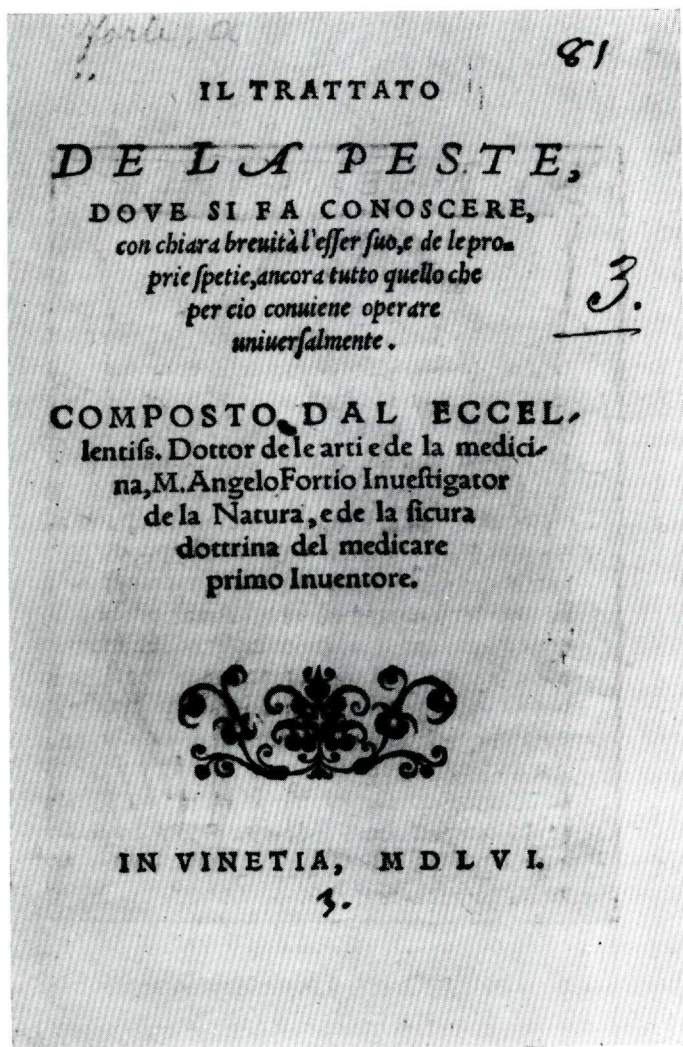 Forte, A
81
IL TRATTATO
DE LA PESTE,
DOVE SI FA CONOSCERE,
con chiara breuità l'eſſer ſuo, e de le pro-
prie ſpetie, ancora tutto quello che
per cio conuiene operare
uniuerſalmente.
3.
COMPOSTO DAL ECCEL-
lentiſs. Dottor de le arti e de la medici-
na, M. Angelo Fortio Inueſtigator
de la Natura, e de la ſicura
dottrina del medicare
primo Inuentore.
IN VINETIA, MDLVI.
3.